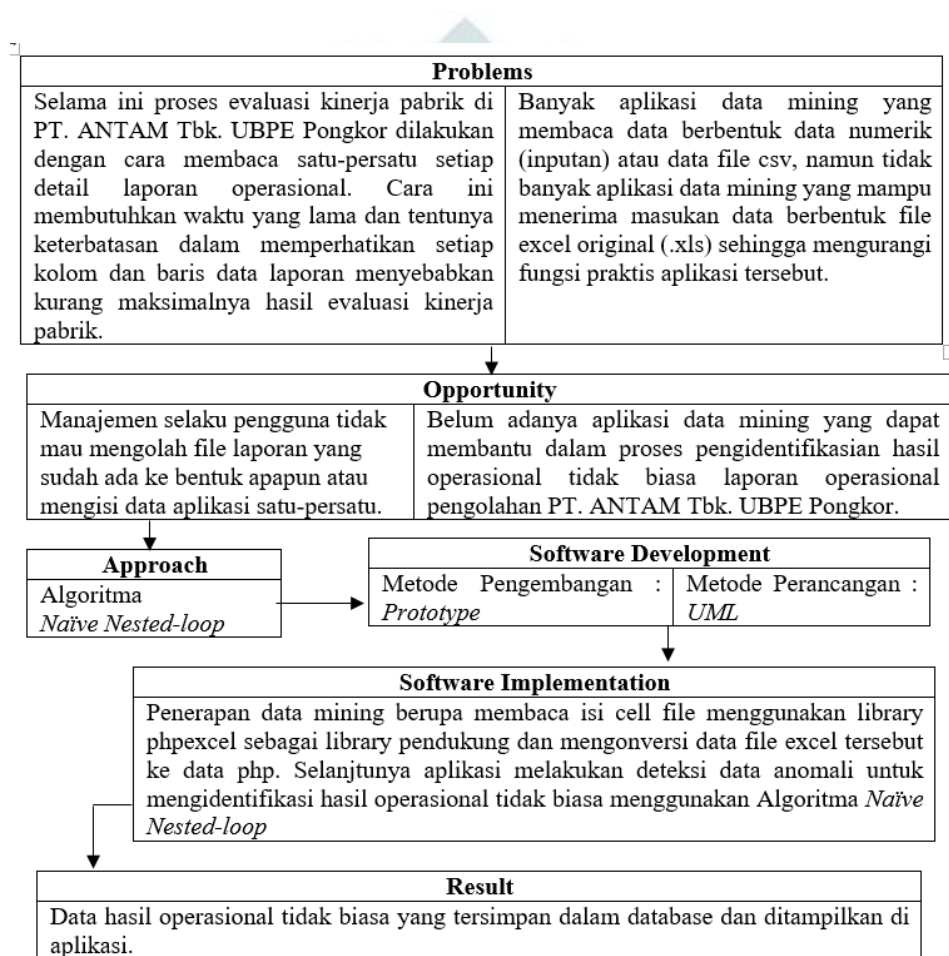 Problems
Selama ini proses evaluasi kinerja pabrik di
PT. ANTAM Tbk. UBPE Pongkor dilakukan
dengan cara membaca satu-persatu setiap
detail laporan operasional. Cara ini
membutuhkan waktu yang lama dan tentunya
keterbatasan dalam memperhatikan setiap
kolom dan baris data laporan menyebabkan
kurang maksimalnya hasil evaluasi kinerja
pabrik.
Banyak aplikasi data mining yang
membaca data berbentuk data numerik
(inputan) atau data file csv, namun tidak
banyak aplikasi data mining yang mampu
menerima masukan data berbentuk file
excel original (.xls) sehingga mengurangi
fungsi praktis aplikasi tersebut.
Opportunity
Manajemen selaku pengguna tidak
mau mengolah file laporan yang
sudah ada ke bentuk apapun atau
mengisi data aplikasi satu-persatu.
Belum adanya aplikasi data mining yang dapat
membantu dalam proses pengidentifikasian hasil
operasional tidak biasa laporan operasional
pengolahan PT. ANTAM Tbk. UBPE Pongkor.
Approach
Algoritma
Naïve Nested-loop
Software Development
Metode Pengembangan :
Prototype
Metode Perancangan :
UML
Software Implementation
Penerapan data mining berupa membaca isi cell file menggunakan library
phpexcel sebagai library pendukung dan mengonversi data file excel tersebut
ke data php. Selanjtunya aplikasi melakukan deteksi data anomali untuk
mengidentifikasi hasil operasional tidak biasa menggunakan Algoritma Naïve
Nested-loop
Result
Data hasil operasional tidak biasa yang tersimpan dalam database dan ditampilkan di
aplikasi.